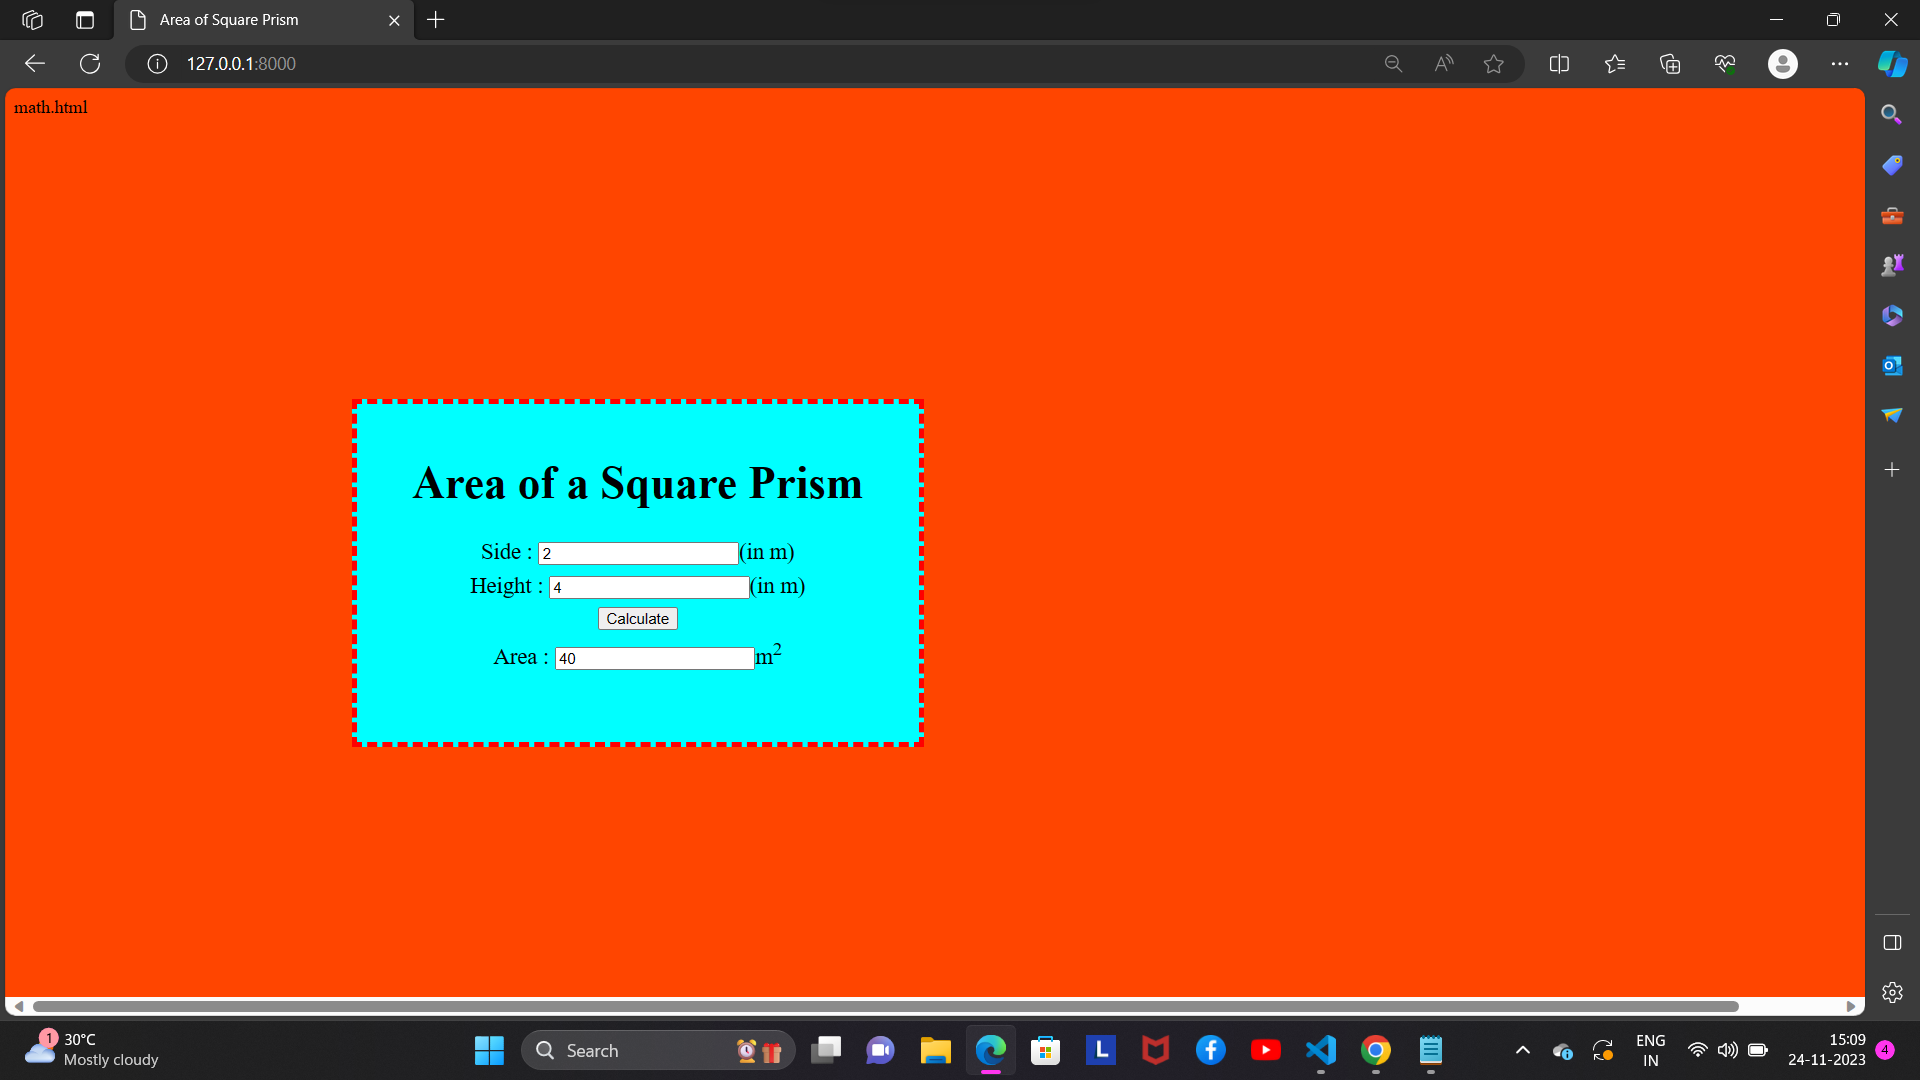 Area of Square Prism
127.0.0.1:8000
math.html
Area of a Square Prism
Side : 2 (in m)
Height : 4 (in m)
Calculate
Area : 40 m²
1
30°C
Mostly cloudy
Search
L
ENG
IN
15:09
24-11-2023
4